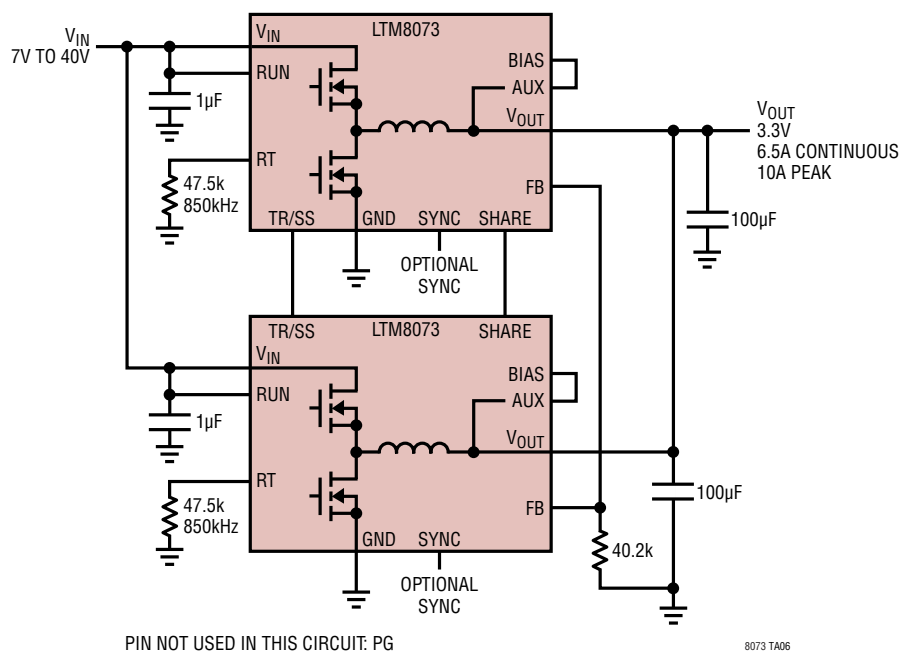 VIN
7V TO 40V
VIN
LTM8073
RUN
BIAS
AUX
1µF
VOUT
VOUT
3.3V
6.5A CONTINUOUS
10A PEAK
RT
47.5k
850kHz
FB
TR/SS
GND
SYNC
SHARE
100µF
OPTIONAL
SYNC
TR/SS
LTM8073
SHARE
VIN
RUN
BIAS
AUX
1µF
VOUT
RT
47.5k
850kHz
FB
100µF
GND
SYNC
40.2k
OPTIONAL
SYNC
PIN NOT USED IN THIS CIRCUIT: PG
8073 TA06